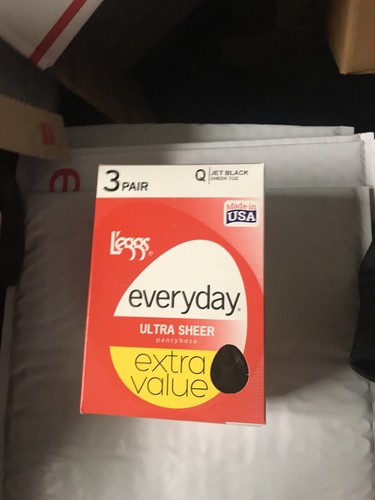 3 PAIR
Q JET BLACK
SHEER TOE
Made in
USA
L'eggs®
everyday®
ULTRA SHEER
pantyhose
extra
value